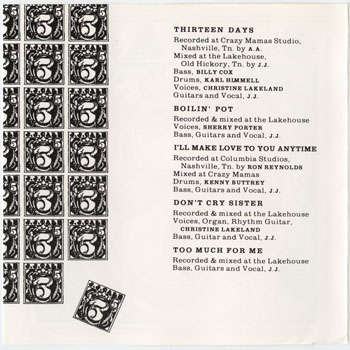 THIRTEEN DAYS
Recorded at Crazy Mamas Studio,
Nashville, Tn. by A.A.
Mixed at the Lakehouse,
Old Hickory, Tn. by J.J.
Bass, BILLY COX
Drums, KARL HIMMELL
Voices, CHRISTINE LAKELAND
Guitars and Vocal, J.J.
BOILIN' POT
Recorded & mixed at the Lakehouse
Voices, SHERRY PORTER
Bass, Guitars and Vocal, J.J.
I'LL MAKE LOVE TO YOU ANYTIME
Recorded at Columbia Studios,
Nashville, Tn. by RON REYNOLDS
Mixed at Crazy Mamas
Drums, KENNY BUTTREY
Bass, Guitars and Vocal, J.J.
DON'T CRY SISTER
Recorded & mixed at the Lakehouse
Voices, Organ, Rhythm Guitar,
CHRISTINE LAKELAND
Bass, Guitar and Vocal, J.J.
TOO MUCH FOR ME
Recorded & mixed at the Lakehouse
Bass, Guitars and Vocal, J.J.
5